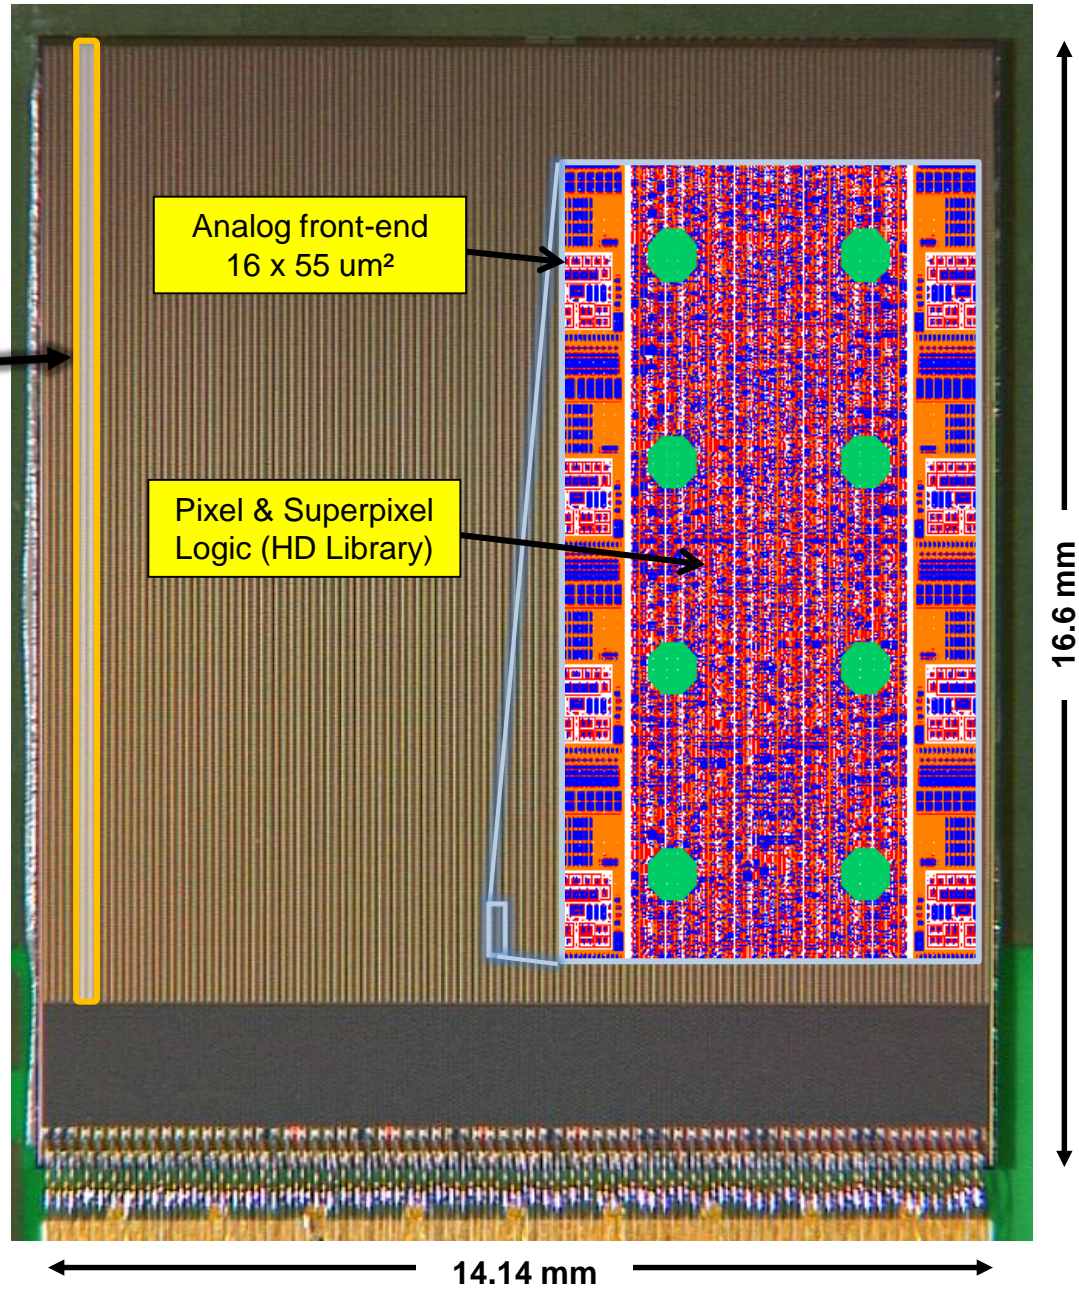 Analog front-end
16 x 55 um²
Pixel & Superpixel
Logic (HD Library)
16.6 mm
14.14 mm